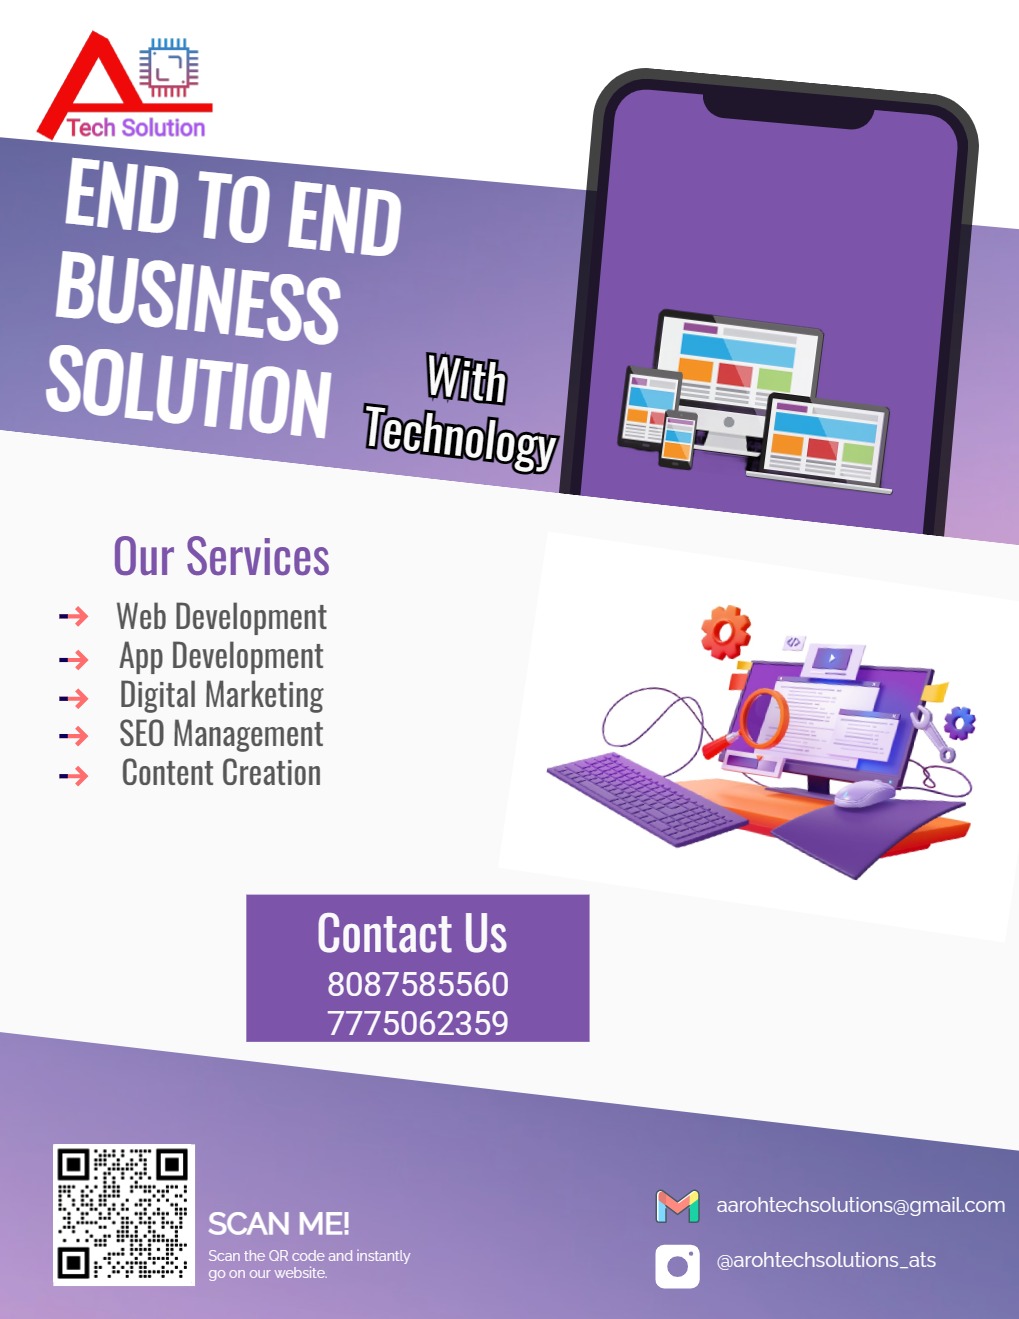 Tech Solution
END TO END
BUSINESS
SOLUTION
With
Technology
Our Services
Web Development
App Development
Digital Marketing
SEO Management
Content Creation
Contact Us
8087585560
7775062359
SCAN ME!
Scan the QR code and instantly
go on our website.
aarohtechsolutions@gmail.com
@arohtechsolutions_ats